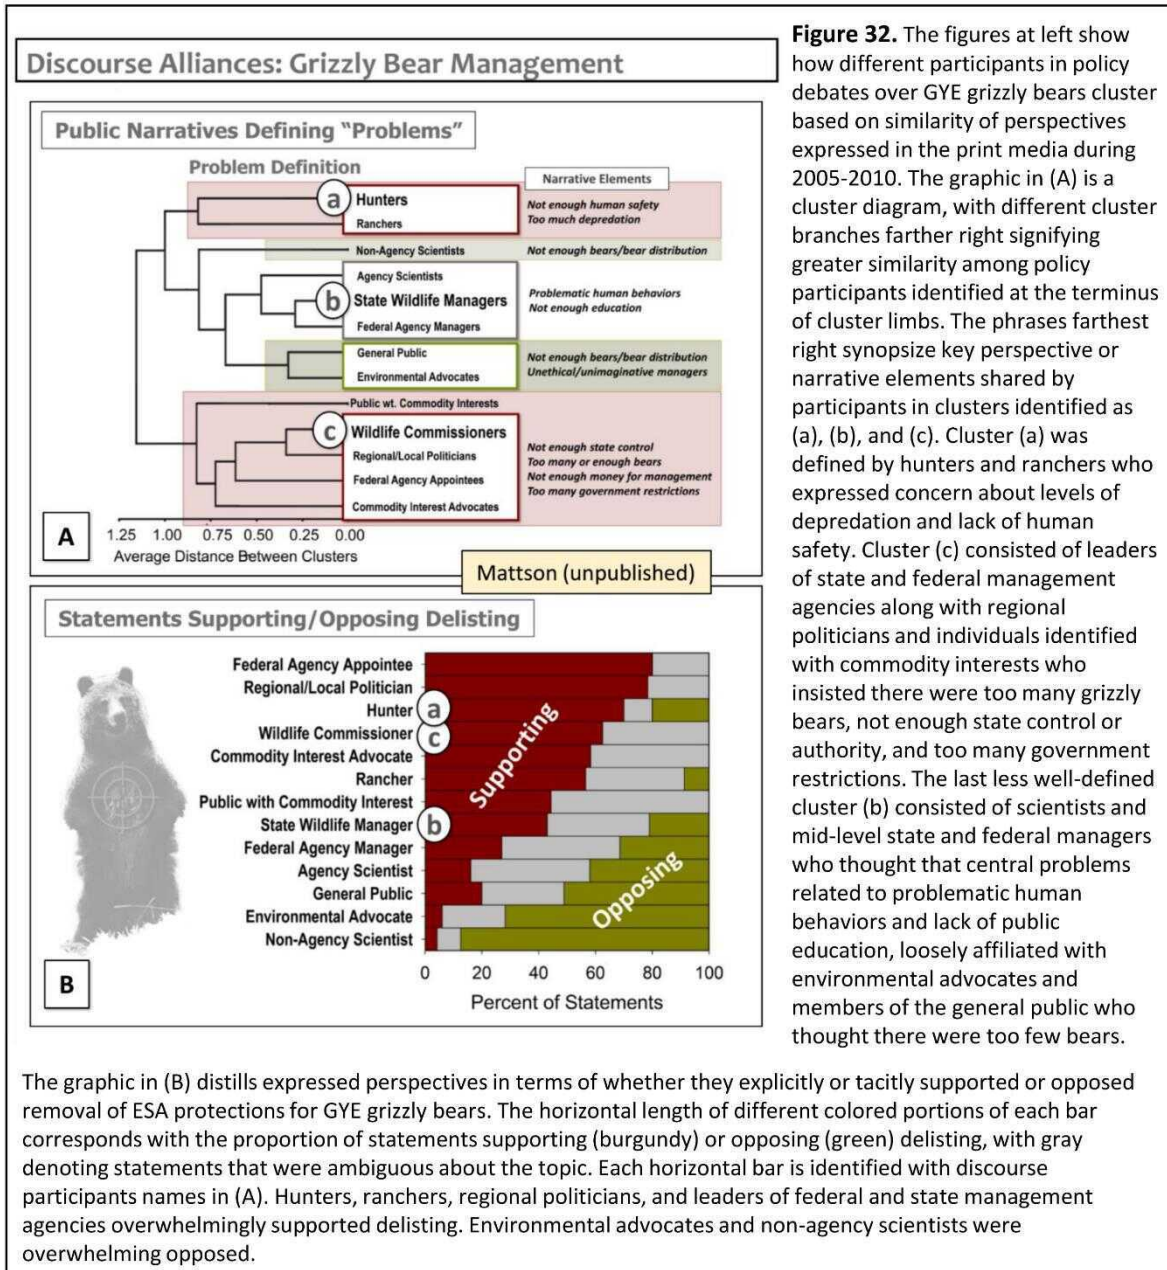 Discourse Alliances: Grizzly Bear Management
Public Narratives Defining "Problems"
Problem Definition
Narrative Elements
a
Hunters
Ranchers
Not enough human safety
Too much depredation
Non-Agency Scientists
Not enough bears/bear distribution
Agency Scientists
b
State Wildlife Managers
Federal Agency Managers
Problematic human behaviors
Not enough education
General Public
Environmental Advocates
Not enough bears/bear distribution
Unethical/unimaginative managers
Public wt. Commodity Interests
c
Wildlife Commissioners
Regional/Local Politicians
Federal Agency Appointees
Commodity Interest Advocates
Not enough state control
Too many or enough bears
Not enough money for management
Too many government restrictions
A
1.25 1.00 0.75 0.50 0.25 0.00
Average Distance Between Clusters
Mattson (unpublished)
Statements Supporting/Opposing Delisting
Federal Agency Appointee
Regional/Local Politician
Hunter a
Wildlife Commissioner c
Commodity Interest Advocate
Rancher
Public with Commodity Interest
State Wildlife Manager b
Federal Agency Manager
Agency Scientist
General Public
Environmental Advocate
Non-Agency Scientist
Supporting
Opposing
0 20 40 60 80 100
Percent of Statements
B
Figure 32. The figures at left show
how different participants in policy
debates over GYE grizzly bears cluster
based on similarity of perspectives
expressed in the print media during
2005-2010. The graphic in (A) is a
cluster diagram, with different cluster
branches farther right signifying
greater similarity among policy
participants identified at the terminus
of cluster limbs. The phrases farthest
right synopsize key perspective or
narrative elements shared by
participants in clusters identified as
(a), (b), and (c). Cluster (a) was
defined by hunters and ranchers who
expressed concern about levels of
depredation and lack of human
safety. Cluster (c) consisted of leaders
of state and federal management
agencies along with regional
politicians and individuals identified
with commodity interests who
insisted there were too many grizzly
bears, not enough state control or
authority, and too many government
restrictions. The last less well-defined
cluster (b) consisted of scientists and
mid-level state and federal managers
who thought that central problems
related to problematic human
behaviors and lack of public
education, loosely affiliated with
environmental advocates and
members of the general public who
thought there were too few bears.
The graphic in (B) distills expressed perspectives in terms of whether they explicitly or tacitly supported or opposed
removal of ESA protections for GYE grizzly bears. The horizontal length of different colored portions of each bar
corresponds with the proportion of statements supporting (burgundy) or opposing (green) delisting, with gray
denoting statements that were ambiguous about the topic. Each horizontal bar is identified with discourse
participants names in (A). Hunters, ranchers, regional politicians, and leaders of federal and state management
agencies overwhelmingly supported delisting. Environmental advocates and non-agency scientists were
overwhelming opposed.